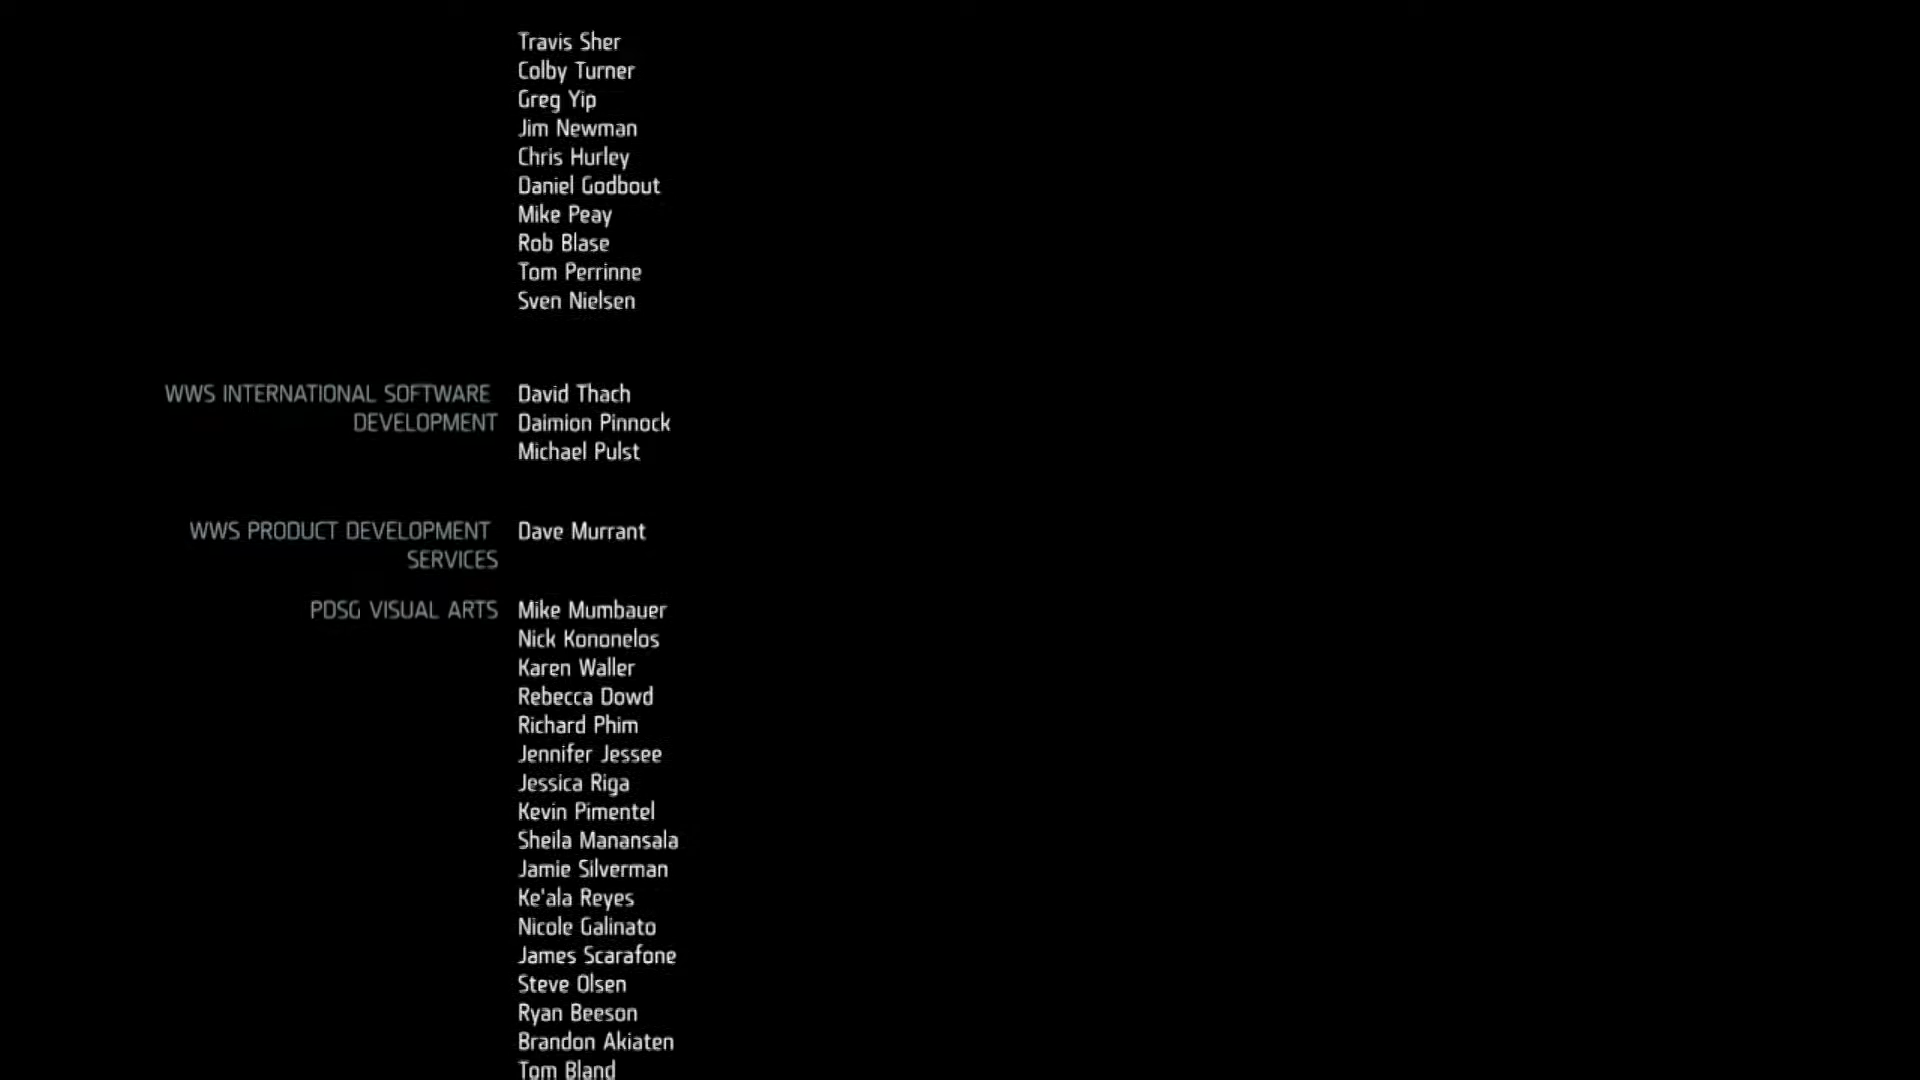 Travis Sher
Colby Turner
Greg Yip
Jim Newman
Chris Hurley
Daniel Godbout
Mike Peay
Rob Blase
Tom Perrinne
Sven Nielsen
WWS INTERNATIONAL SOFTWARE David Thach
DEVELOPMENT Daimion Pinnock
Michael Pulst
WWS PRODUCT DEVELOPMENT Dave Murrant
SERVICES
PDSG VISUAL ARTS Mike Mumbauer
Nick Kononelos
Karen Waller
Rebecca Dowd
Richard Phim
Jennifer Jessee
Jessica Riga
Kevin Pimentel
Sheila Manansala
Jamie Silverman
Ke'ala Reyes
Nicole Galinato
James Scarafone
Steve Olsen
Ryan Beeson
Brandon Akiaten
Tom Bland